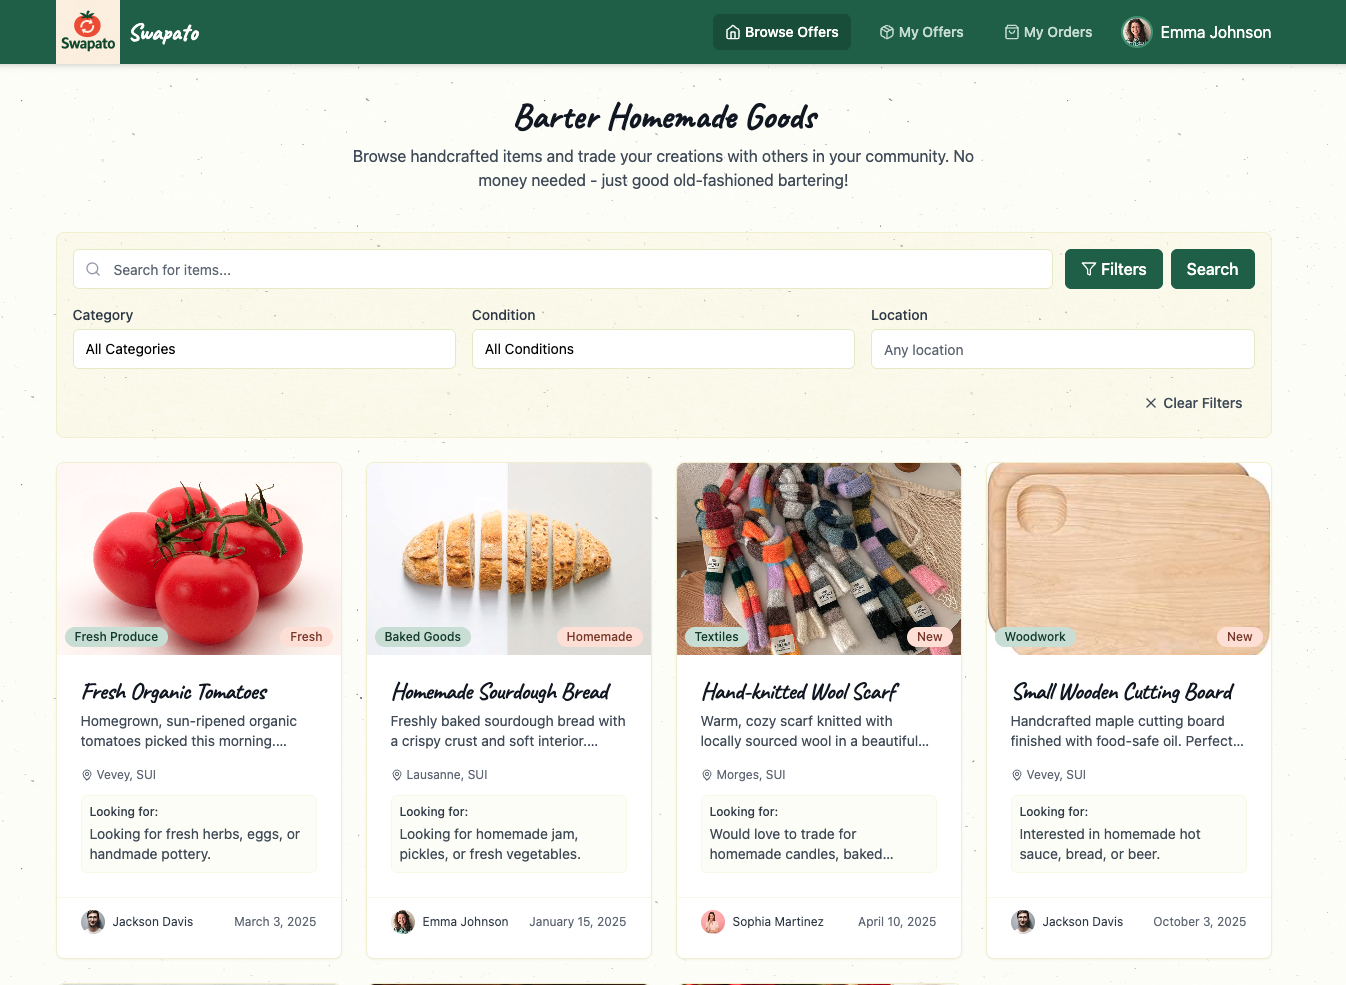 Swapato
Swapato
Browse Offers
My Offers
My Orders
Emma Johnson
Barter Homemade Goods
Browse handcrafted items and trade your creations with others in your community. No
money needed - just good old-fashioned bartering!
Search for items...
Filters
Search
Category
Condition
Location
All Categories
All Conditions
Any location
Clear Filters
Fresh Produce
Fresh
Fresh Organic Tomatoes
Homegrown, sun-ripened organic
tomatoes picked this morning....
Vevey, SUI
Looking for:
Looking for fresh herbs, eggs, or
handmade pottery.
Jackson Davis
March 3, 2025
Baked Goods
Homemade
Homemade Sourdough Bread
Freshly baked sourdough bread with
a crispy crust and soft interior....
Lausanne, SUI
Looking for:
Looking for homemade jam,
pickles, or fresh vegetables.
Emma Johnson
January 15, 2025
Textiles
New
Hand-knitted Wool Scarf
Warm, cozy scarf knitted with
locally sourced wool in a beautiful...
Morges, SUI
Looking for:
Would love to trade for
homemade candles, baked...
Sophia Martinez
April 10, 2025
Woodwork
New
Small Wooden Cutting Board
Handcrafted maple cutting board
finished with food-safe oil. Perfect...
Vevey, SUI
Looking for:
Interested in homemade hot
sauce, bread, or beer.
Jackson Davis
October 3, 2025